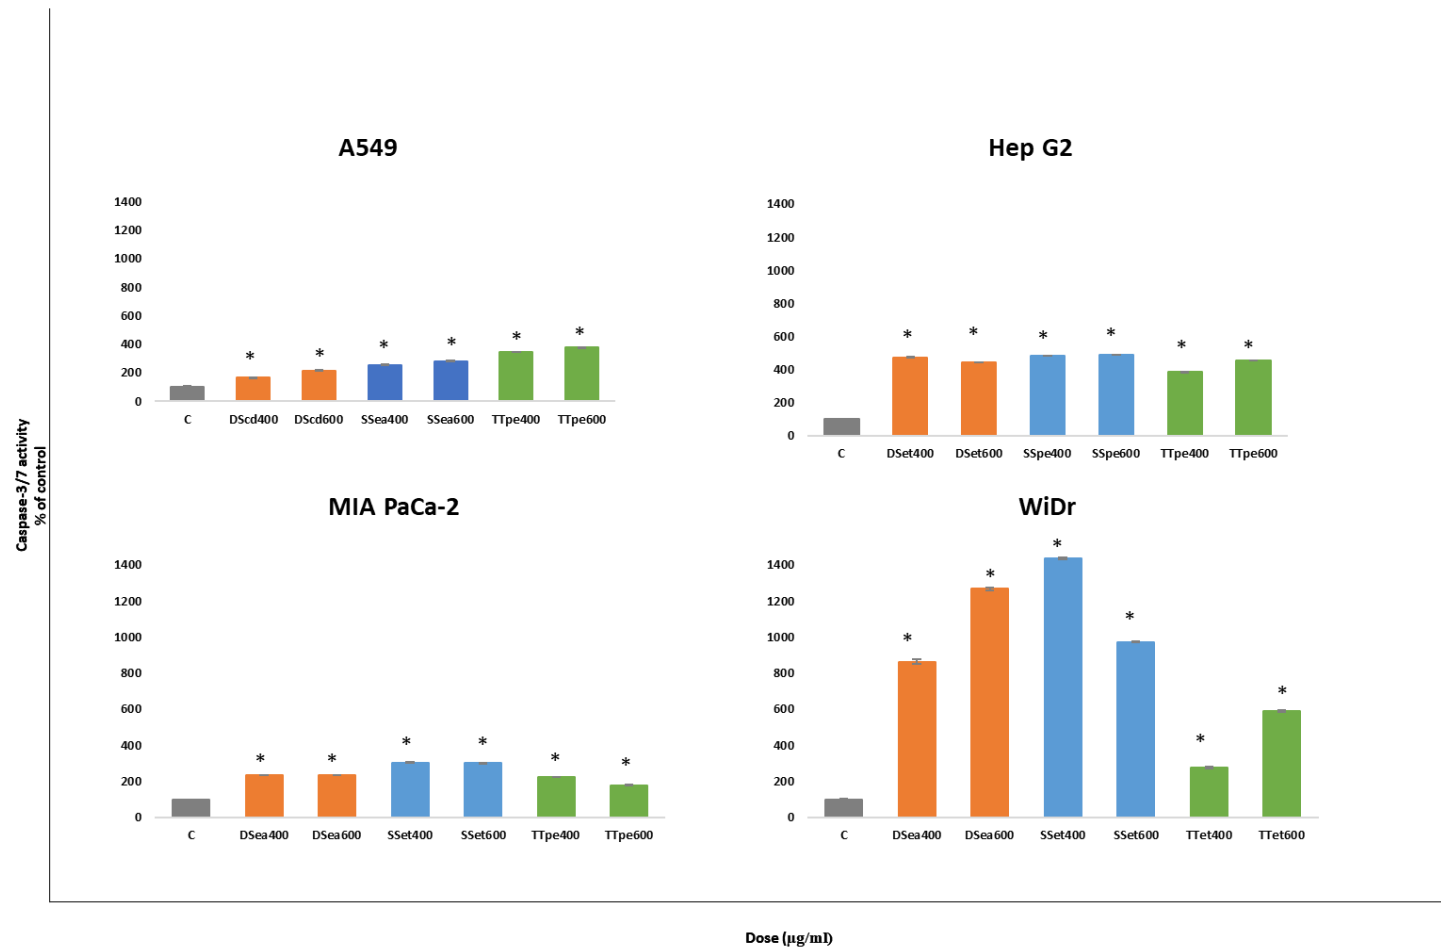 A549
1400
1200
1000
800
600
400
200
0
* * * * * *
C DScd400 DScd600 SSea400 SSea600 TTpe400 TTpe600
Hep G2
1400
1200
1000
800
600
400
200
0
* * * * * *
C DSet400 DSet600 SSpe400 SSpe600 TTpe400 TTpe600
Caspase-3/7 activity
% of control
MIA PaCa-2
1400
1200
1000
800
600
400
200
0
* * * * * *
C DSea400 DSea600 SSet400 SSet600 TTpe400 TTpe600
WiDr
1400
1200
1000
800
600
400
200
0
* * * * * *
C DSea400 DSea600 SSet400 SSet600 TTet400 TTet600
Dose (µg/ml)